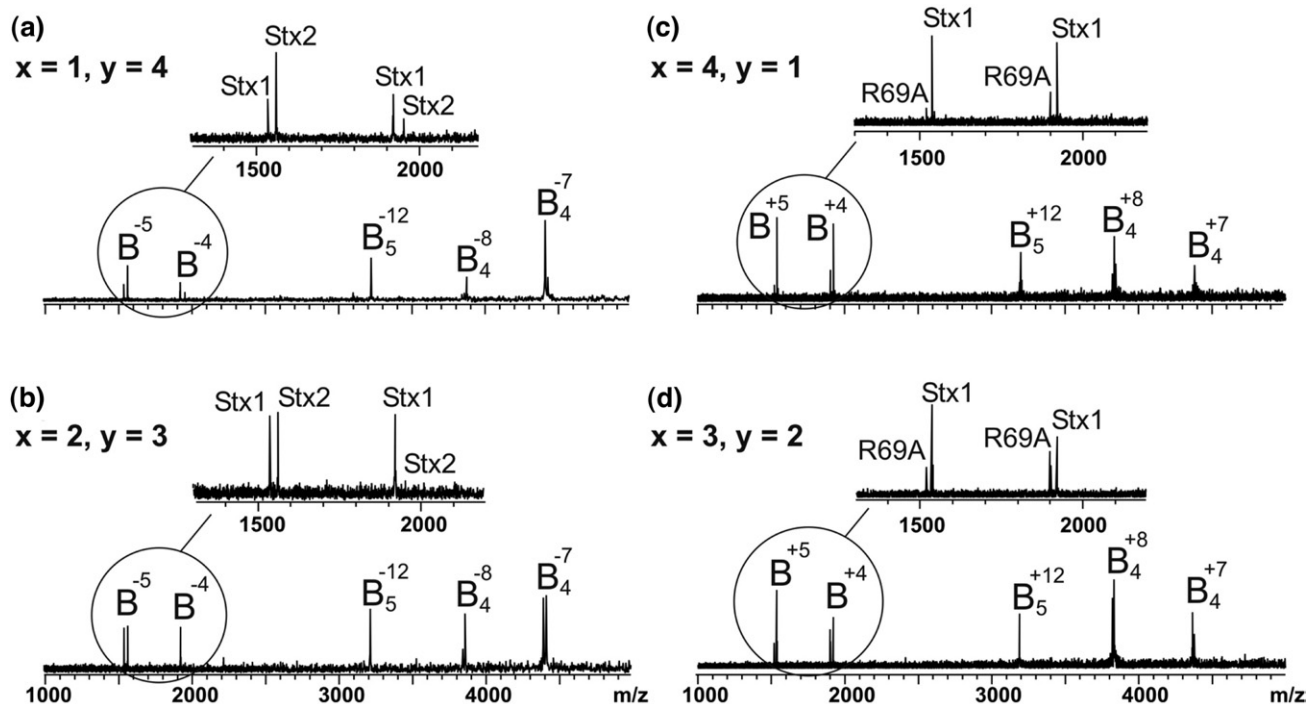 (a)
x = 1, y = 4
Stx1
Stx2
Stx1
Stx2
1500 2000
B-5
B-4
B5-12
B4-8
B4-7
(b)
x = 2, y = 3
Stx1
Stx2
Stx1
Stx2
1500 2000
B-5
B-4
B5-12
B4-8
B4-7
1000 2000 3000 4000 m/z
(c)
x = 4, y = 1
R69A
Stx1
R69A
Stx1
1500 2000
B+5
B+4
B5+12
B4+8
B4+7
(d)
x = 3, y = 2
R69A
Stx1
R69A
Stx1
1500 2000
B+5
B+4
B5+12
B4+8
B4+7
1000 2000 3000 4000 m/z